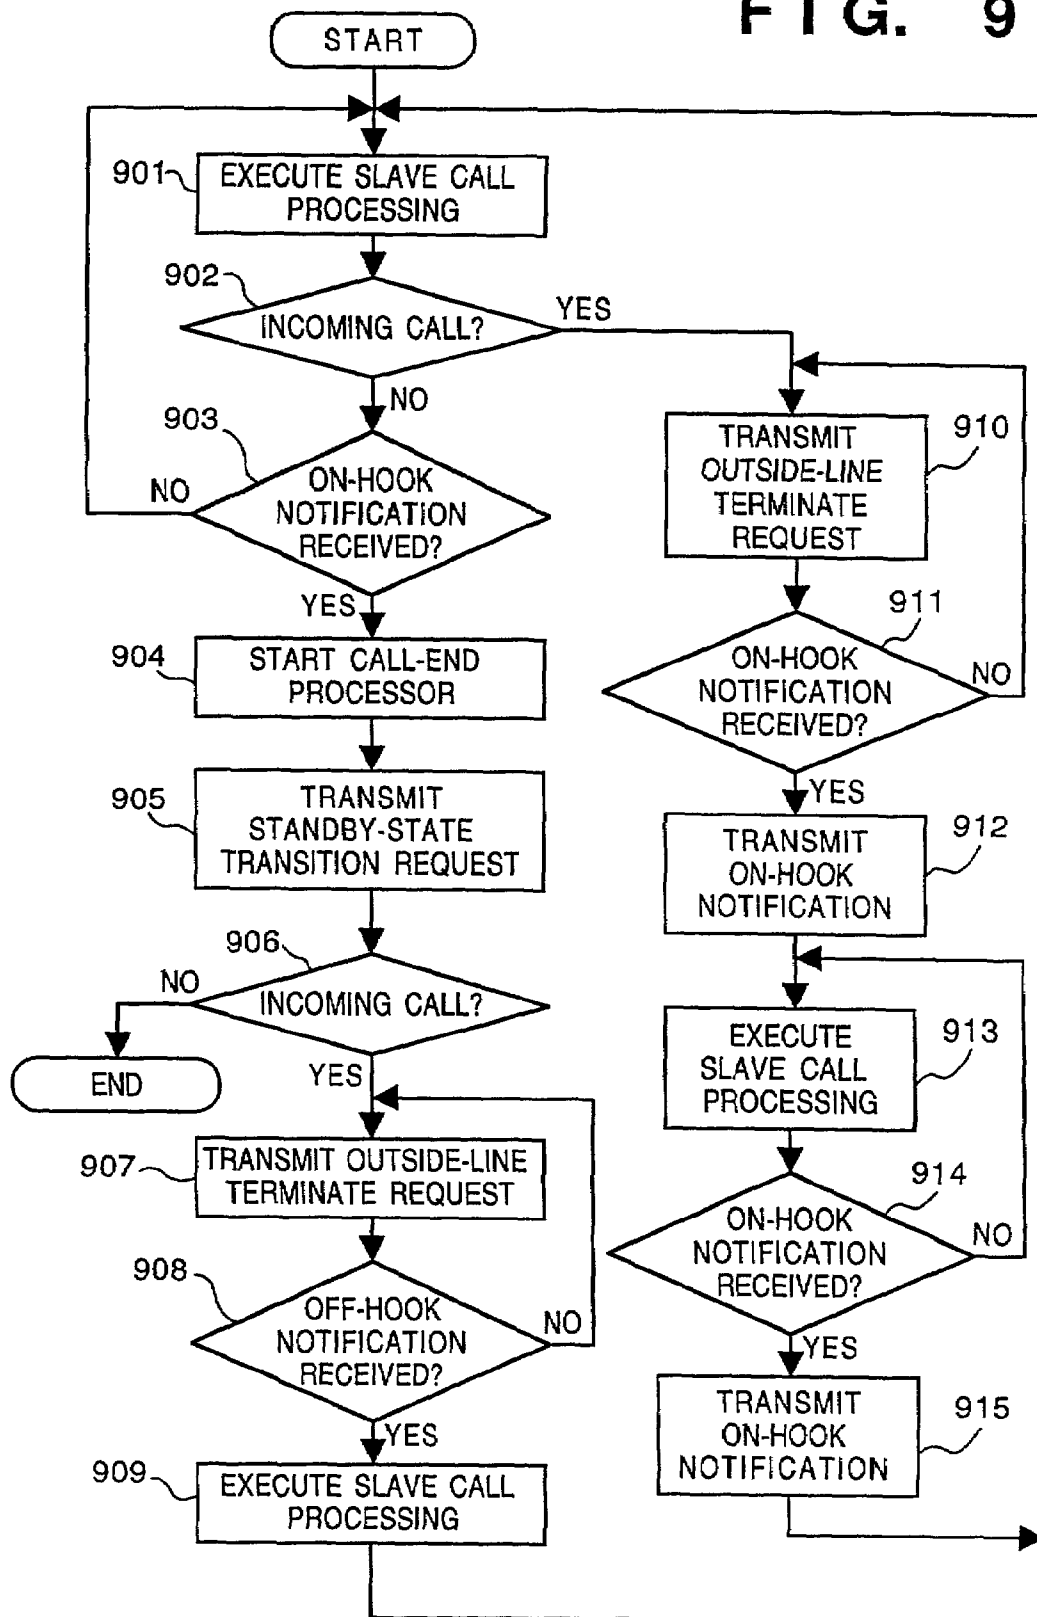 FIG. 9
START
901
EXECUTE SLAVE CALL
PROCESSING
902
INCOMING CALL?
YES
NO
903
ON-HOOK
NOTIFICATION
RECEIVED?
NO
YES
904
START CALL-END
PROCESSOR
905
TRANSMIT
STANDBY-STATE
TRANSITION REQUEST
906
INCOMING CALL?
NO
END
YES
907
TRANSMIT OUTSIDE-LINE
TERMINATE REQUEST
908
OFF-HOOK
NOTIFICATION
RECEIVED?
NO
YES
909
EXECUTE SLAVE CALL
PROCESSING
910
TRANSMIT
OUTSIDE-LINE
TERMINATE
REQUEST
911
ON-HOOK
NOTIFICATION
RECEIVED?
NO
YES
912
TRANSMIT
ON-HOOK
NOTIFICATION
913
EXECUTE
SLAVE CALL
PROCESSING
914
ON-HOOK
NOTIFICATION
RECEIVED?
NO
YES
915
TRANSMIT
ON-HOOK
NOTIFICATION